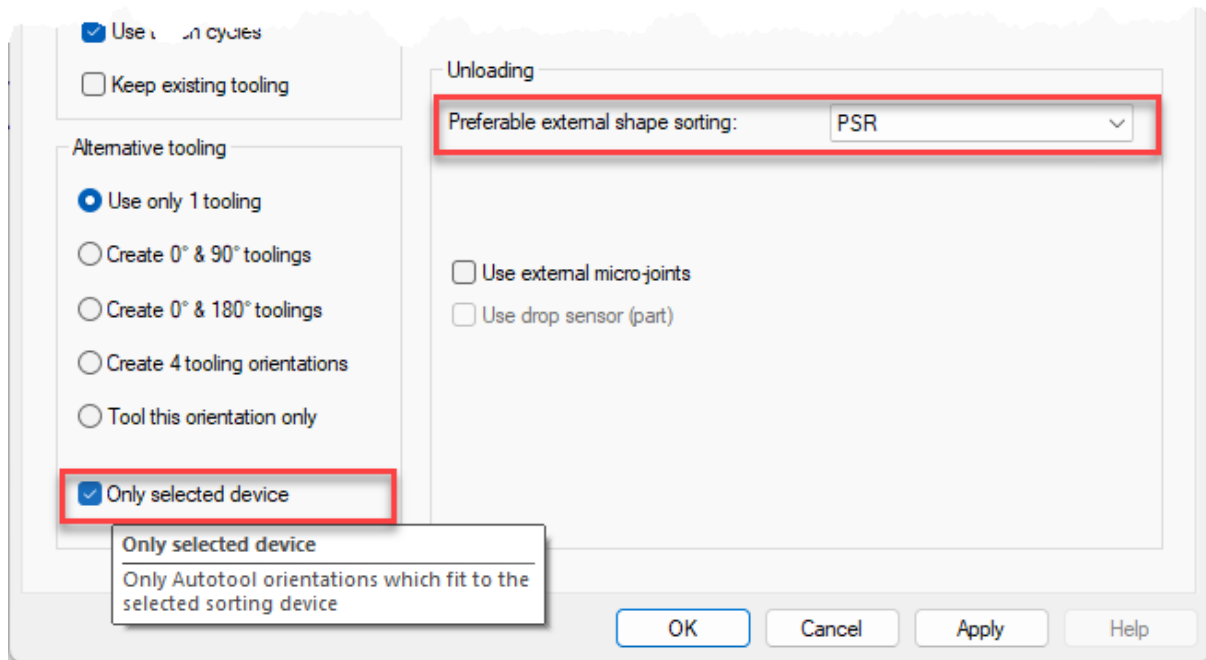 Use
cycles
Keep existing tooling
Unloading
Preferable external shape sorting: PSR
Alternative tooling
Use only 1 tooling
Create 0° & 90° toolings
Create 0° & 180° toolings
Create 4 tooling orientations
Tool this orientation only
Use external micro-joints
Use drop sensor (part)
Only selected device
Only selected device
Only Autotool orientations which fit to the
selected sorting device
OK Cancel Apply Help